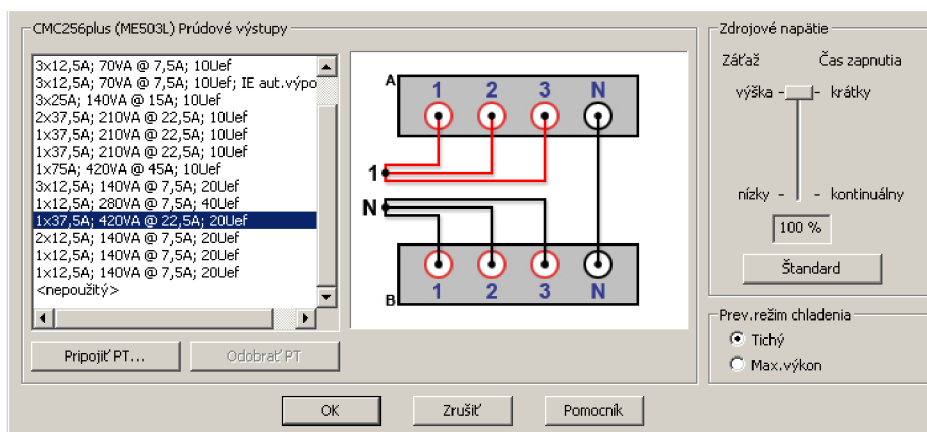 CMC256plus (ME503L) Prúdové výstupy
3x12,5A; 70VA @ 7,5A; 10Uef
3x12,5A; 70VA @ 7,5A; 10Uef; IE aut.výpo
3x25A; 140VA @ 15A; 10Uef
2x37,5A; 210VA @ 22,5A; 10Uef
1x37,5A; 210VA @ 22,5A; 10Uef
1x37,5A; 210VA @ 22,5A; 10Uef
1x75A; 420VA @ 45A; 10Uef
3x12,5A; 140VA @ 7,5A; 20Uef
1x12,5A; 280VA @ 7,5A; 40Uef
1x37,5A; 420VA @ 22,5A; 20Uef
2x12,5A; 140VA @ 7,5A; 20Uef
1x12,5A; 140VA @ 7,5A; 20Uef
1x12,5A; 140VA @ 7,5A; 20Uef
<nepoužitý>
Pripojiť PT...
Odobrať PT
A
1 2 3 N
1
N
B
1 2 3 N
Zdrojové napätie
Záťaž Čas zapnutia
výška - - krátky
nízky - - kontinuálny
100 %
Štandard
Prev.režim chladenia
Tichý
Max.výkon
OK
Zrušiť
Pomocník